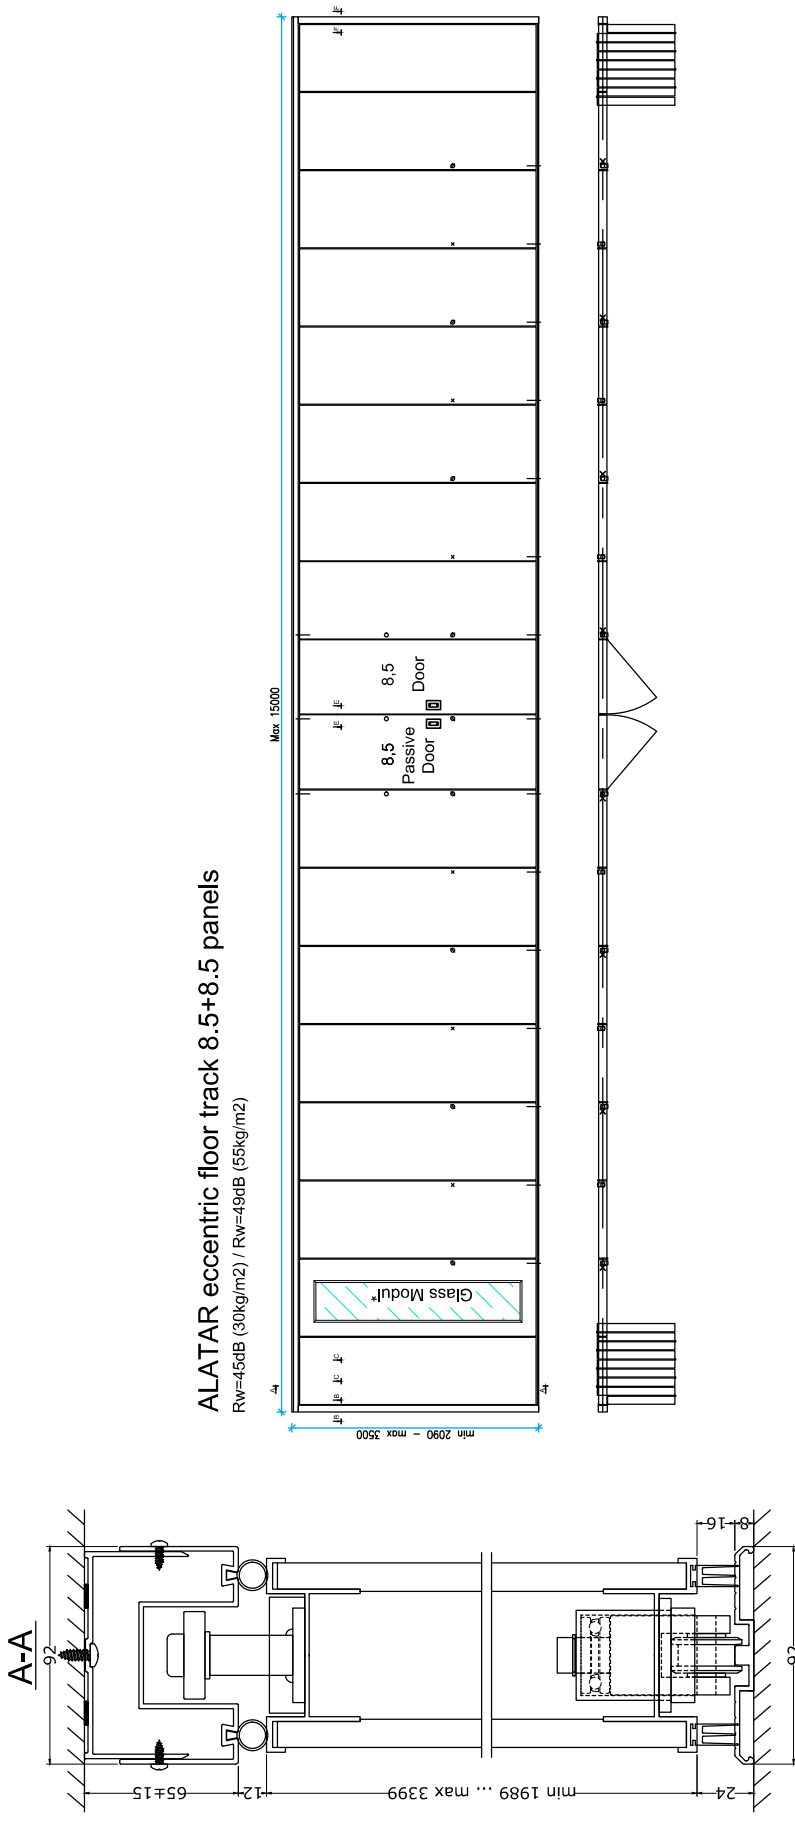 ALATAR eccentric floor track 8.5+8.5 panels
Rw=45dB (30kg/m2) / Rw=49dB (55kg/m2)
Max 15000
F
F
E
E
8,5
Door
8,5
Passive
Door
Glass Modul*
C
C
B
B
A
A
min 2090 - max 3500
A-A
92
65±15
12
min 1989 ... max 3399
24
16
8
92